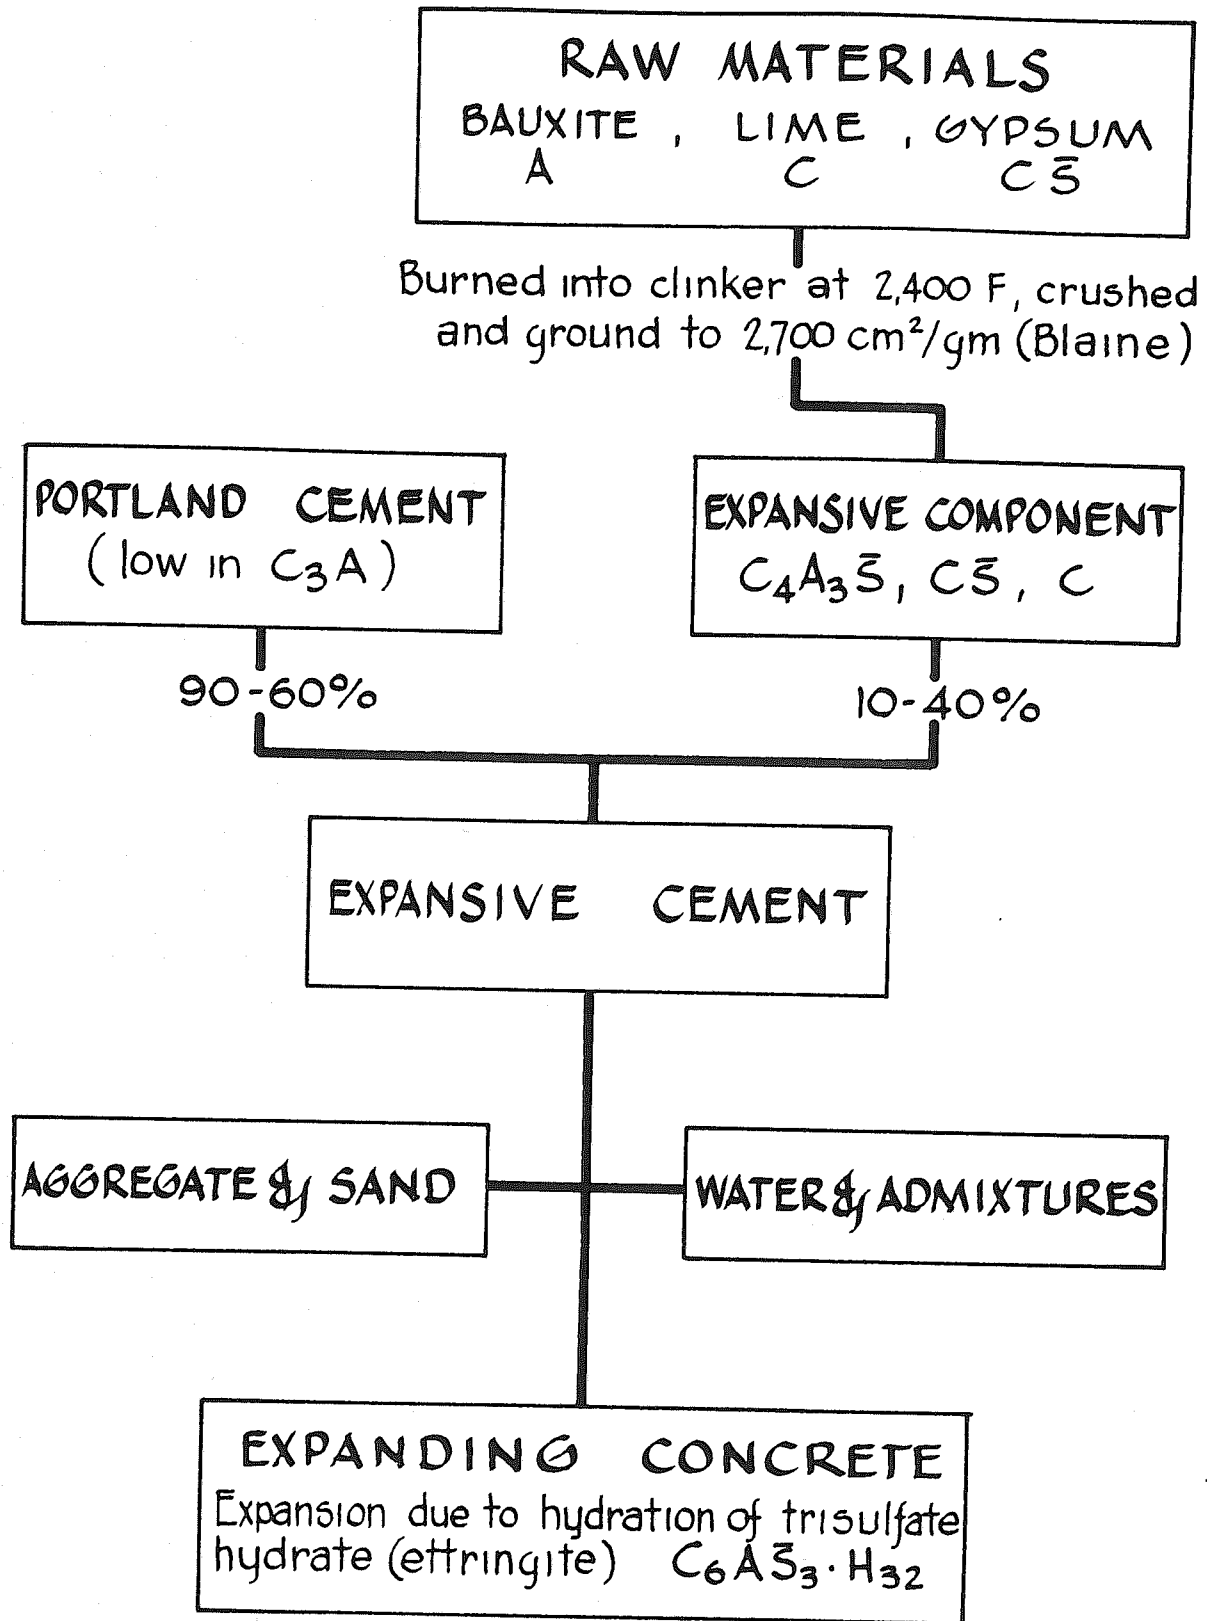 RAW MATERIALS
BAUXITE , LIME , GYPSUM
A C CS̄
Burned into clinker at 2,400 F, crushed
and ground to 2,700 cm²/gm (Blaine)
PORTLAND CEMENT
(low in C₃A)
EXPANSIVE COMPONENT
C₄A₃S̄, CS̄, C
90-60%
10-40%
EXPANSIVE CEMENT
AGGREGATE & SAND
WATER & ADMIXTURES
EXPANDING CONCRETE
Expansion due to hydration of trisulfate
hydrate (ettringite) C₆AS̄₃·H₃₂